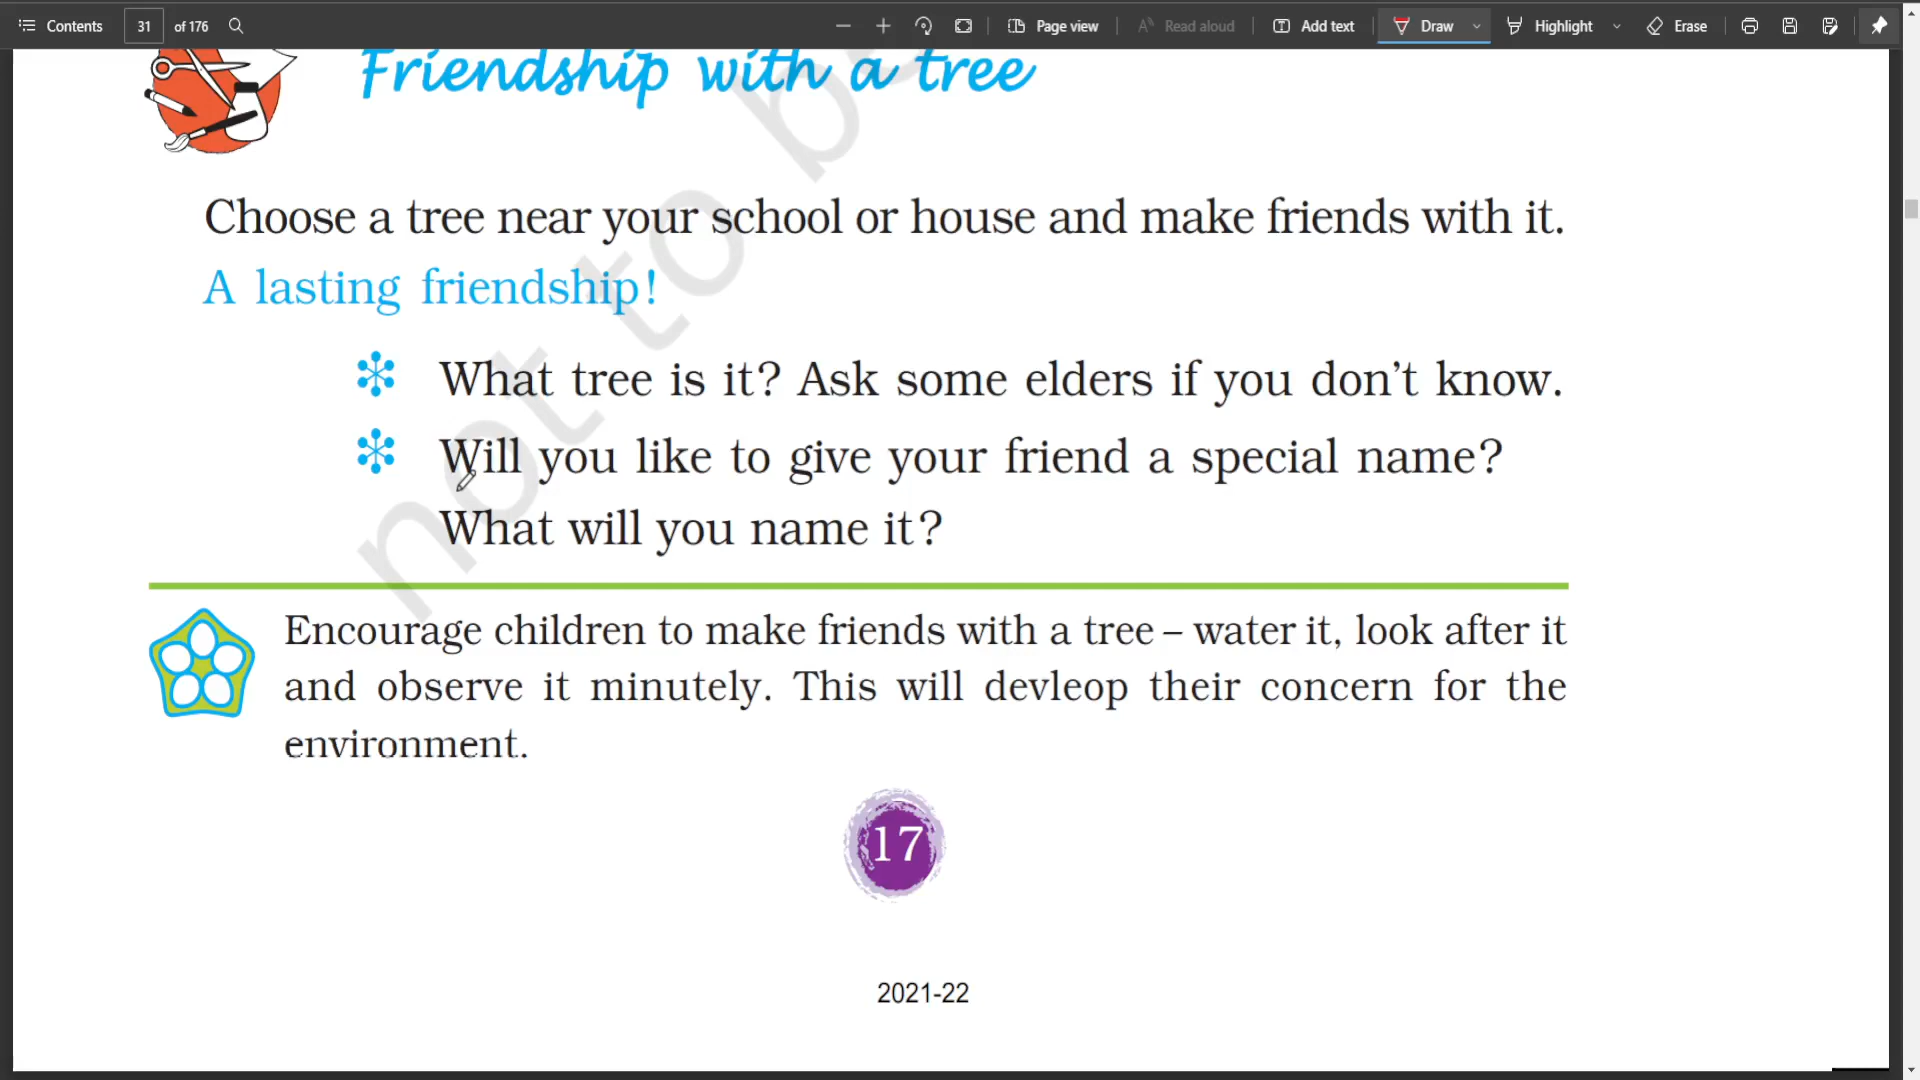 Contents 31 of 176 Page view Read aloud Add text Draw Highlight Erase
Friendship with a tree
Choose a tree near your school or house and make friends with it.
A lasting friendship!
What tree is it? Ask some elders if you don't know.
Will you like to give your friend a special name?
What will you name it?
Encourage children to make friends with a tree – water it, look after it
and observe it minutely. This will devleop their concern for the
environment.
17
2021-22
not to be